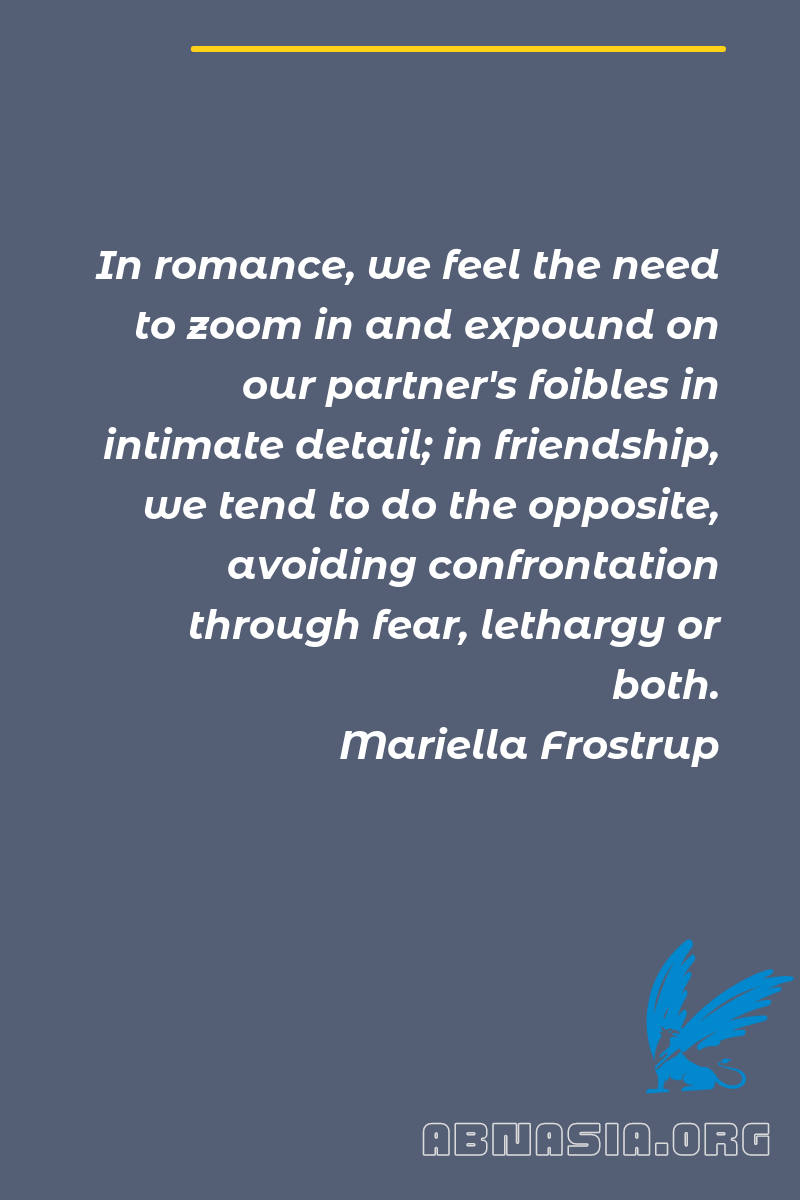 In romance, we feel the need
to zoom in and expound on
our partner's foibles in
intimate detail; in friendship,
we tend to do the opposite,
avoiding confrontation
through fear, lethargy or
both.
Mariella Frostrup
ABNASIA.ORG